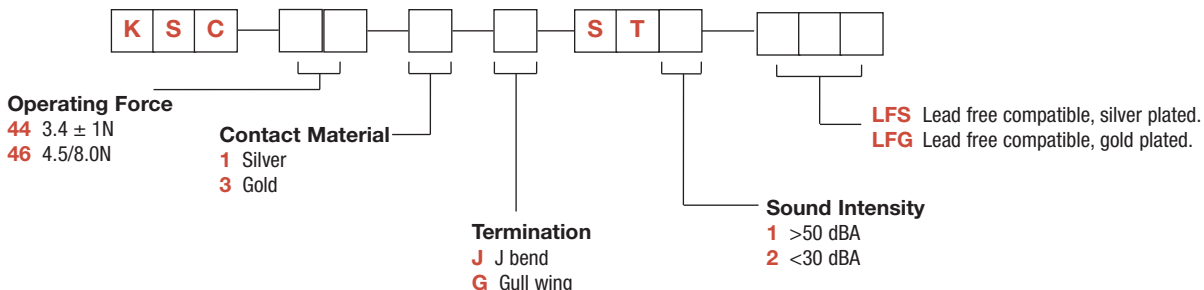 K S C S T
Operating Force
44 3.4 ± 1N
46 4.5/8.0N
Contact Material
1 Silver
3 Gold
Termination
J J bend
G Gull wing
Sound Intensity
1 >50 dBA
2 <30 dBA
LFS Lead free compatible, silver plated.
LFG Lead free compatible, gold plated.